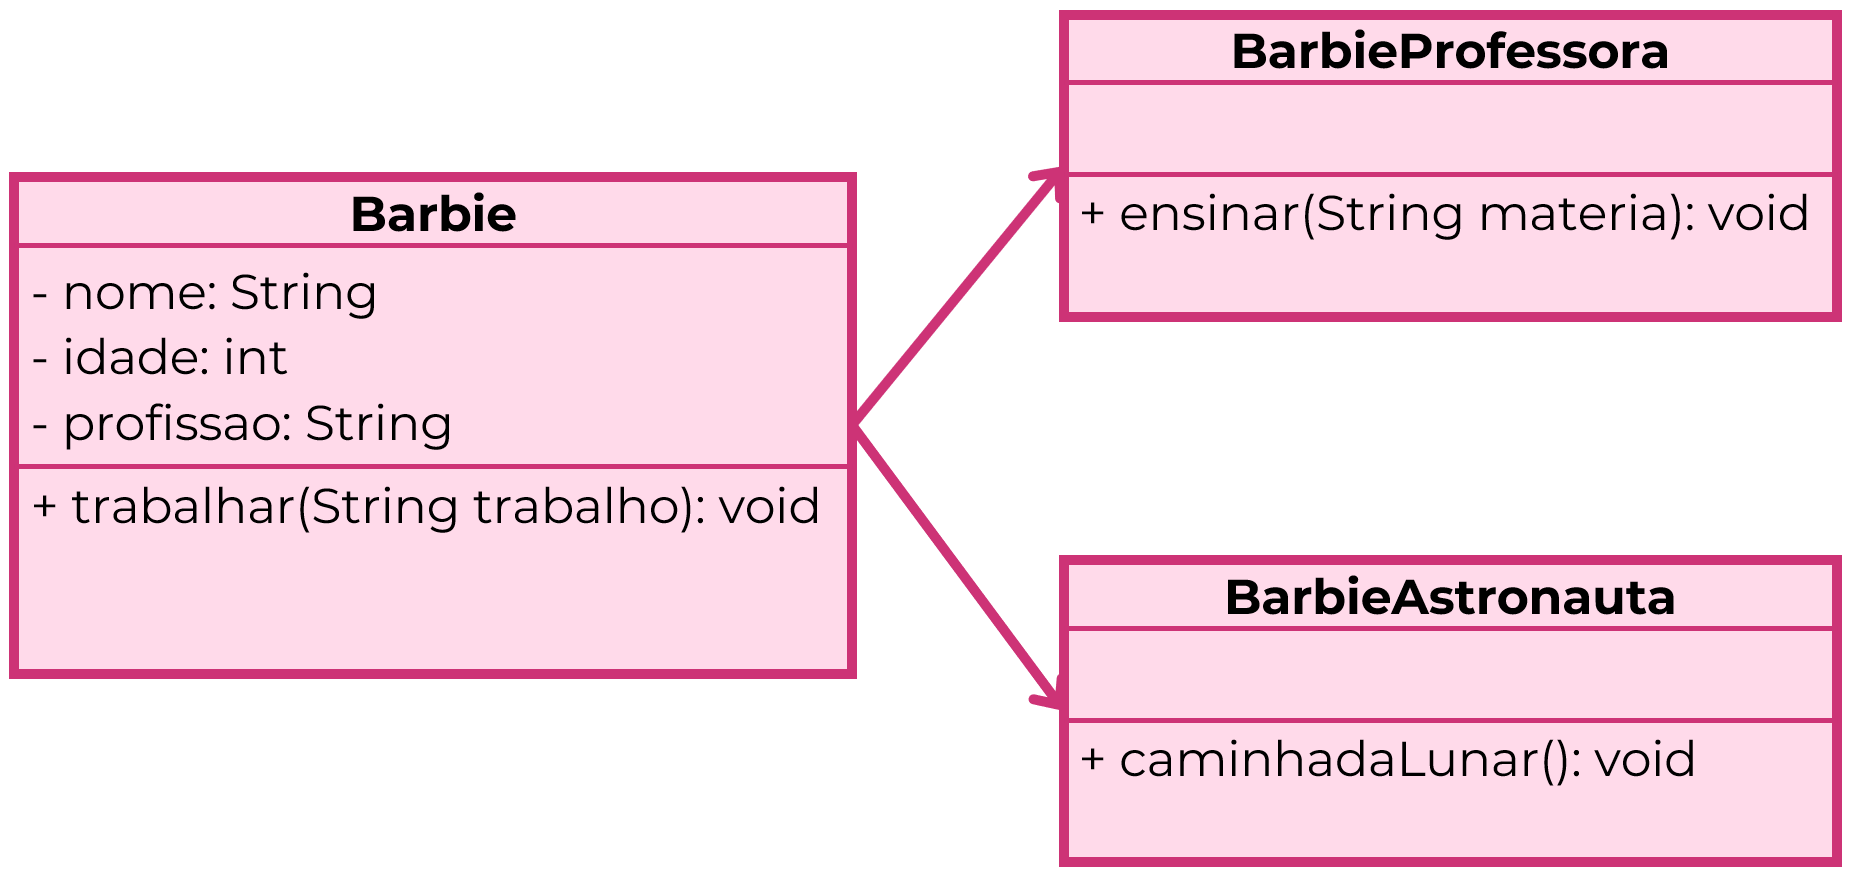 Barbie
- nome: String
- idade: int
- profissao: String
+ trabalhar(String trabalho): void
BarbieProfessora
+ ensinar(String materia): void
BarbieAstronauta
+ caminhadaLunar(): void